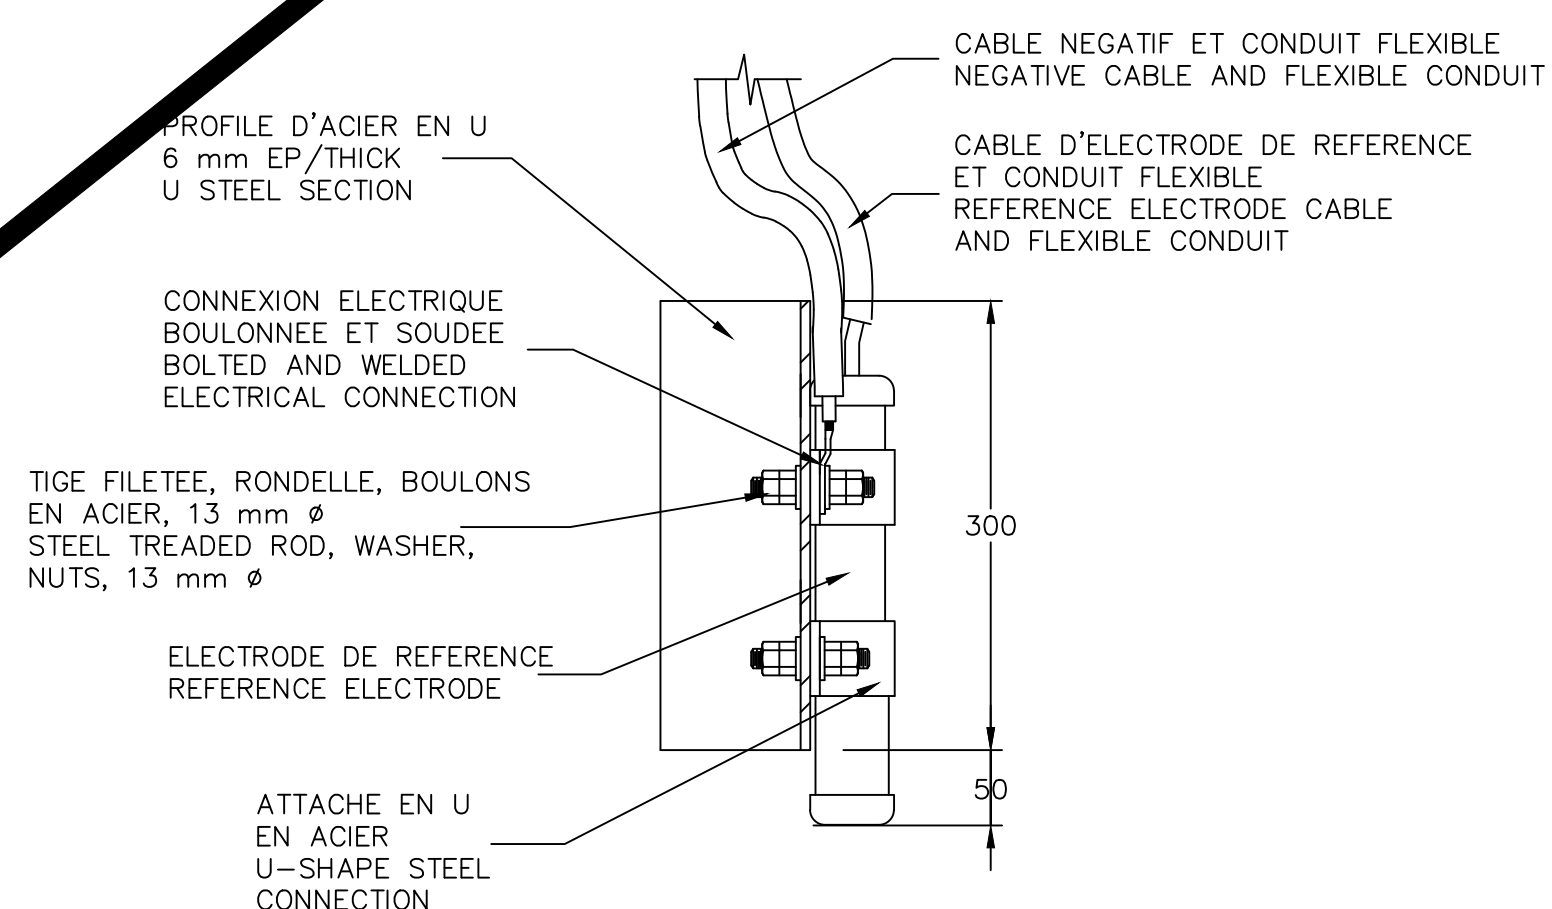 CABLE NEGATIF ET CONDUIT FLEXIBLE
NEGATIVE CABLE AND FLEXIBLE CONDUIT
PROFILE D'ACIER EN U
6 mm EP/THICK
U STEEL SECTION
CABLE D'ELECTRODE DE REFERENCE
ET CONDUIT FLEXIBLE
REFERENCE ELECTRODE CABLE
AND FLEXIBLE CONDUIT
CONNEXION ELECTRIQUE
BOULONNEE ET SOUDEE
BOLTED AND WELDED
ELECTRICAL CONNECTION
TIGE FILETEE, RONDELLE, BOULONS
EN ACIER, 13 mm ø
STEEL TREADED ROD, WASHER,
NUTS, 13 mm ø
300
ELECTRODE DE REFERENCE
REFERENCE ELECTRODE
50
ATTACHE EN U
EN ACIER
U-SHAPE STEEL
CONNECTION